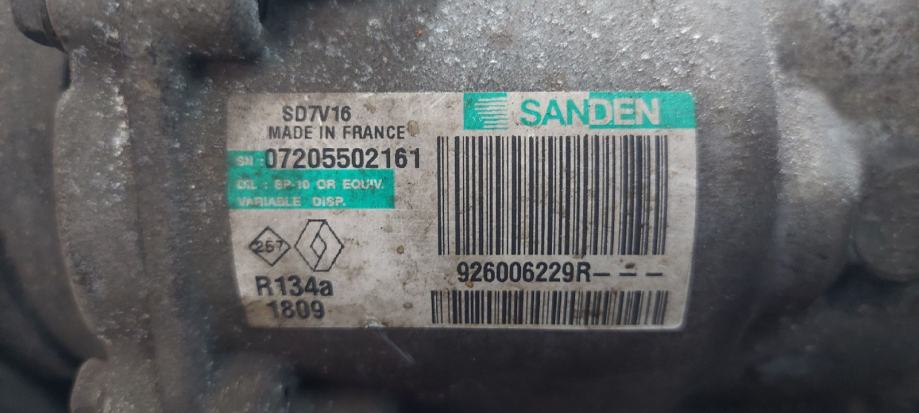 SD7V16
MADE IN FRANCE
SANDEN
SN : 07205502161
OIL : SP-10 OR EQUIV.
VARIABLE DISP.
257
R134a
1809
926006229R---